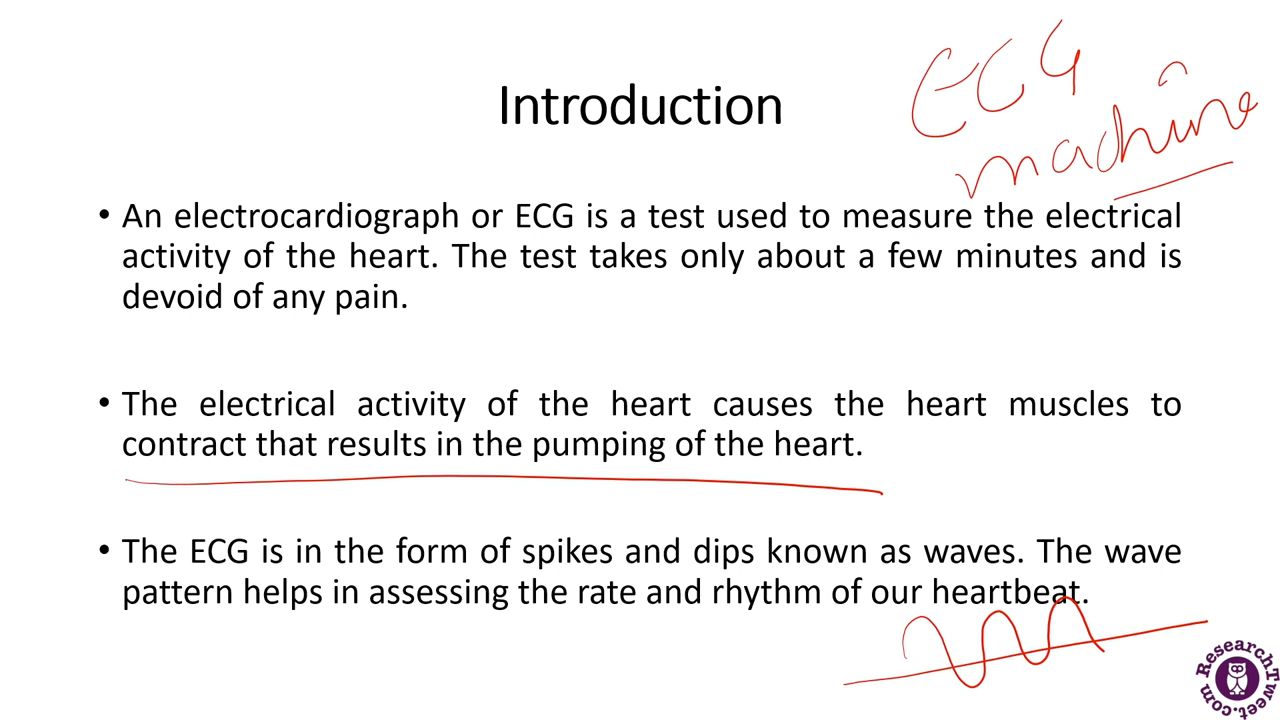 ECG
machine
Introduction
• An electrocardiograph or ECG is a test used to measure the electrical
activity of the heart. The test takes only about a few minutes and is
devoid of any pain.
• The electrical activity of the heart causes the heart muscles to
contract that results in the pumping of the heart.
• The ECG is in the form of spikes and dips known as waves. The wave
pattern helps in assessing the rate and rhythm of our heartbeat.
ResearchTweet.com